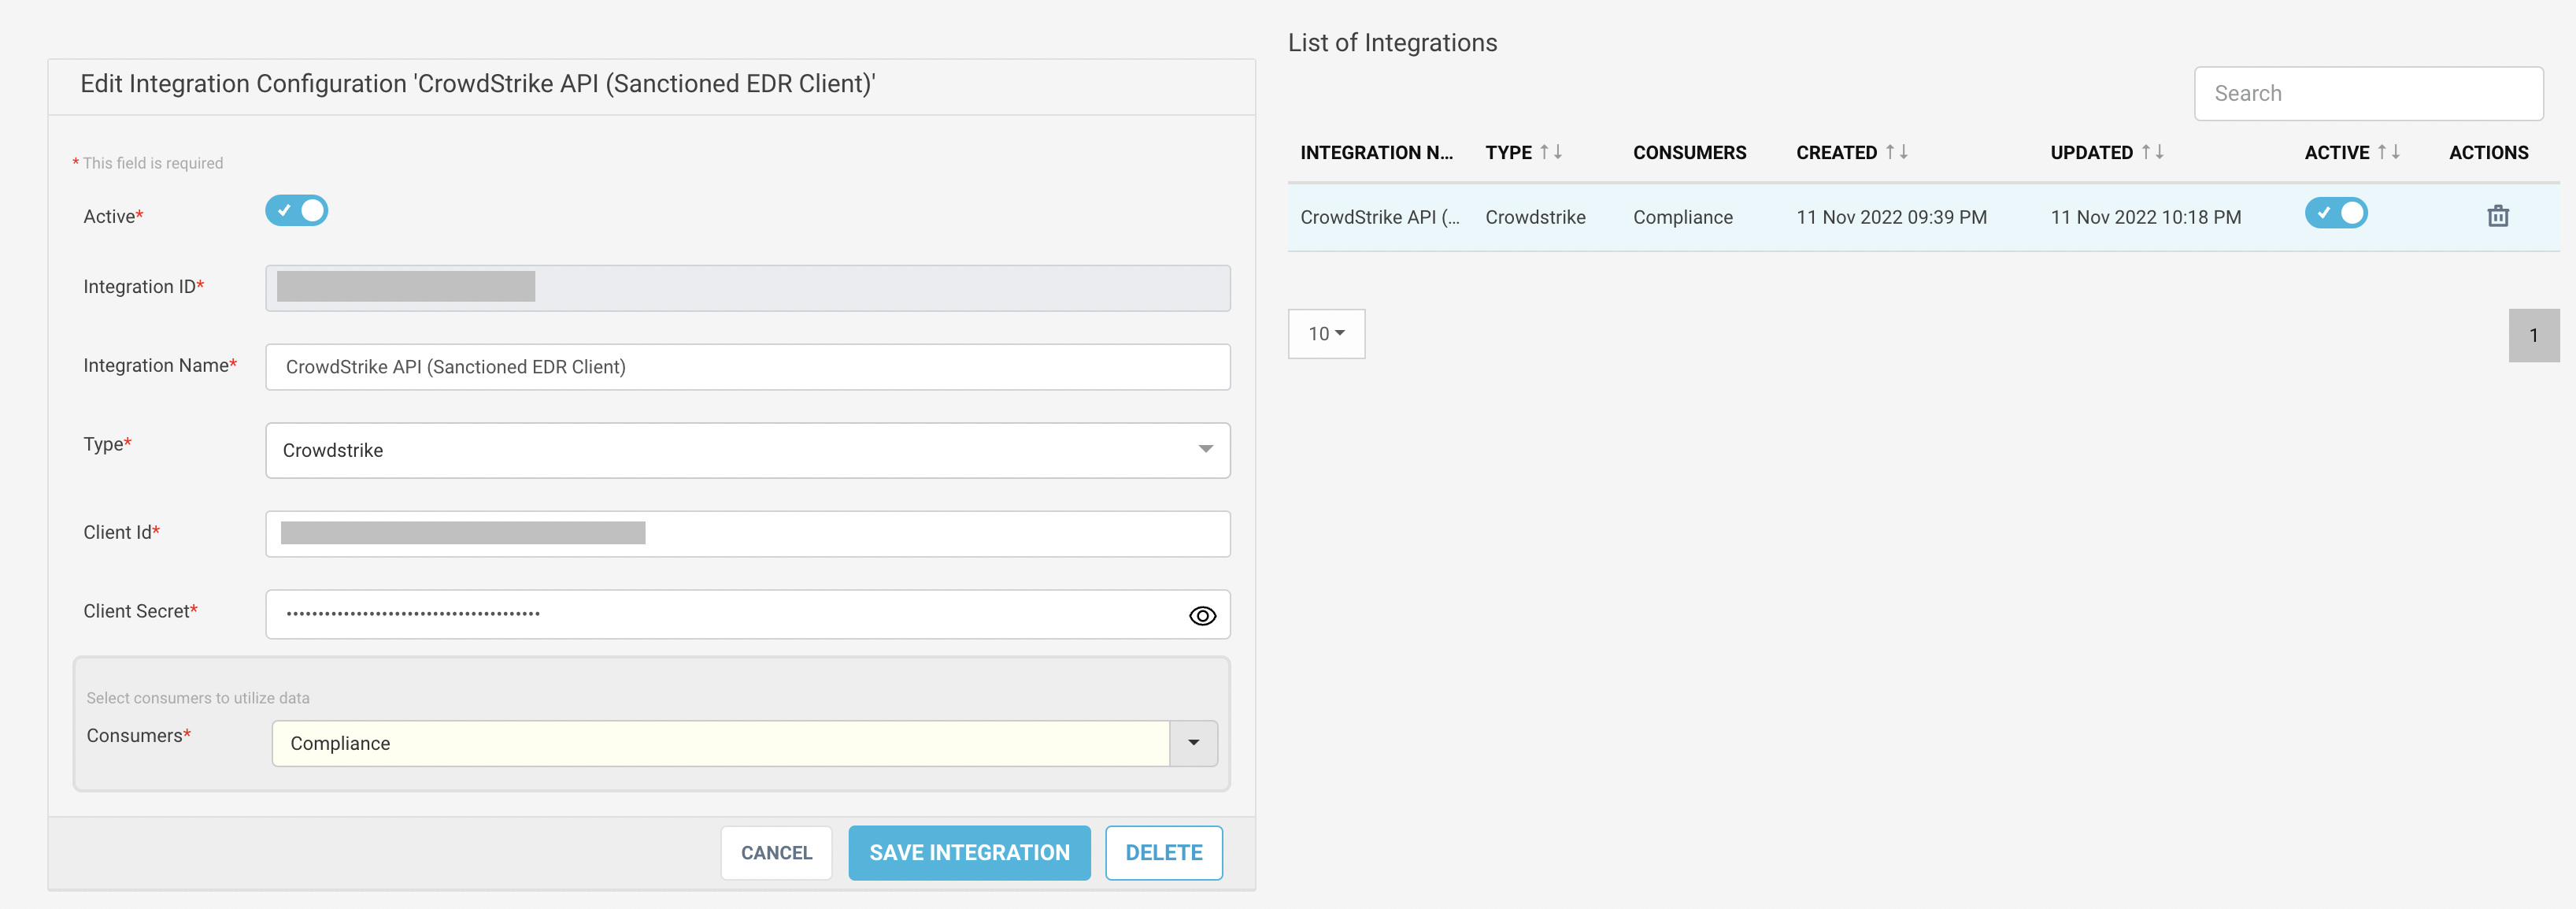 Edit Integration Configuration 'CrowdStrike API (Sanctioned EDR Client)'
* This field is required
Active*
Integration ID*
Integration Name*
CrowdStrike API (Sanctioned EDR Client)
Type*
Crowdstrike
Client Id*
Client Secret*
Select consumers to utilize data
Consumers*
Compliance
CANCEL
SAVE INTEGRATION
DELETE
List of Integrations
Search
INTEGRATION N... TYPE CONSUMERS CREATED UPDATED ACTIVE ACTIONS
CrowdStrike API (... Crowdstrike Compliance 11 Nov 2022 09:39 PM 11 Nov 2022 10:18 PM
10
1